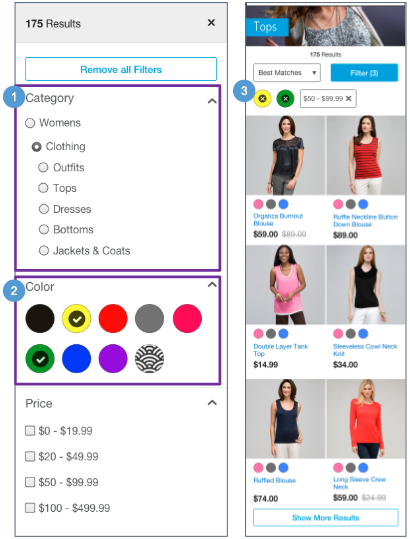 175 Results ×
Remove all Filters
1
Category
Womens
Clothing
Outfits
Tops
Dresses
Bottoms
Jackets & Coats
2
Color
Price
$0 - $19.99
$20 - $49.99
$50 - $99.99
$100 - $499.99
Tops
175 Results
Best Matches ▼ Filter (3)
3
$50 - $99.99 ×
Organza Burnout
Blouse
$59.00 $89.00
Ruffle Neckline Button
Down Blouse
$89.00
Double Layer Tank
Top
$14.99
Sleeveless Cowl Neck
Knit
$34.00
Ruffled Blouse
$74.00
Long Sleeve Crew
Neck
$59.00 $24.99
Show More Results